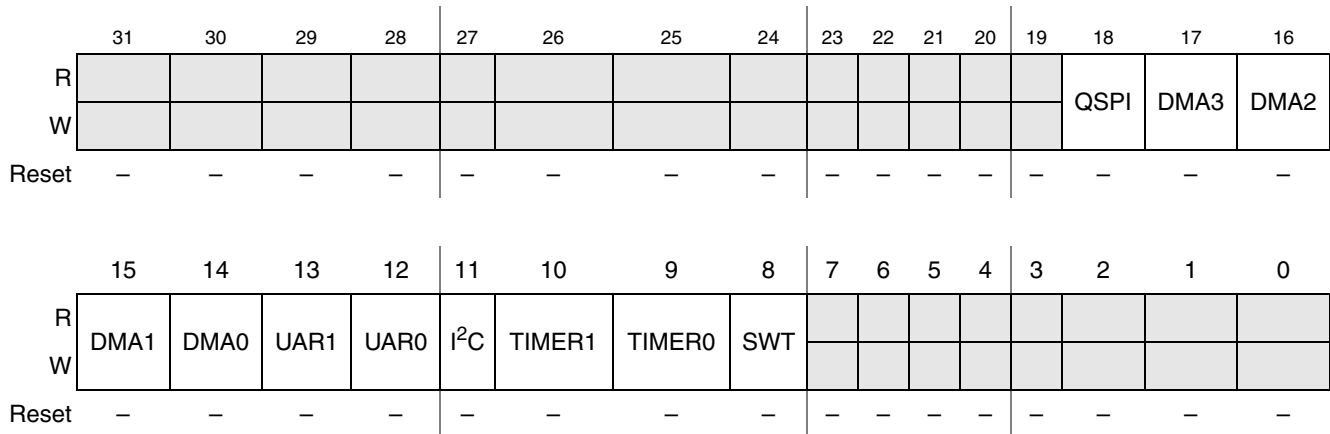 31 30 29 28 27 26 25 24 23 22 21 20 19 18 17 16
R
QSPI DMA3 DMA2
W
Reset – – – – – – – – – – – – – – – –
15 14 13 12 11 10 9 8 7 6 5 4 3 2 1 0
R
DMA1 DMA0 UAR1 UAR0 I²C TIMER1 TIMER0 SWT
W
Reset – – – – – – – – – – – – – – – –